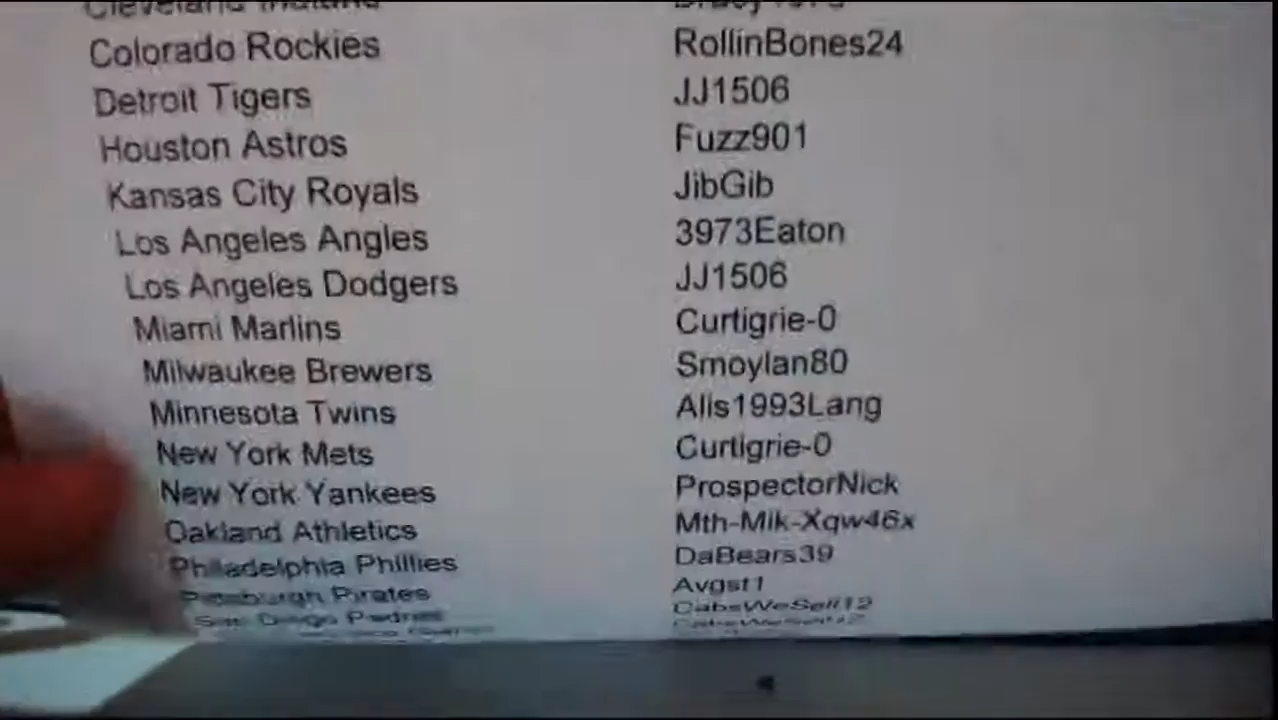 Cleveland Indians
Colorado Rockies RollinBones24
Detroit Tigers JJ1506
Houston Astros Fuzz901
Kansas City Royals JibGib
Los Angeles Angles 3973Eaton
Los Angeles Dodgers JJ1506
Miami Marlins Curtigrie-0
Milwaukee Brewers Smoylan80
Minnesota Twins Alis1993Lang
New York Mets Curtigrie-0
New York Yankees ProspectorNick
Oakland Athletics Mth-Mik-Xqw46x
Philadelphia Phillies DaBears39
Pittsburgh Pirates Avgst1
San Diego Padres CabsWeSell12